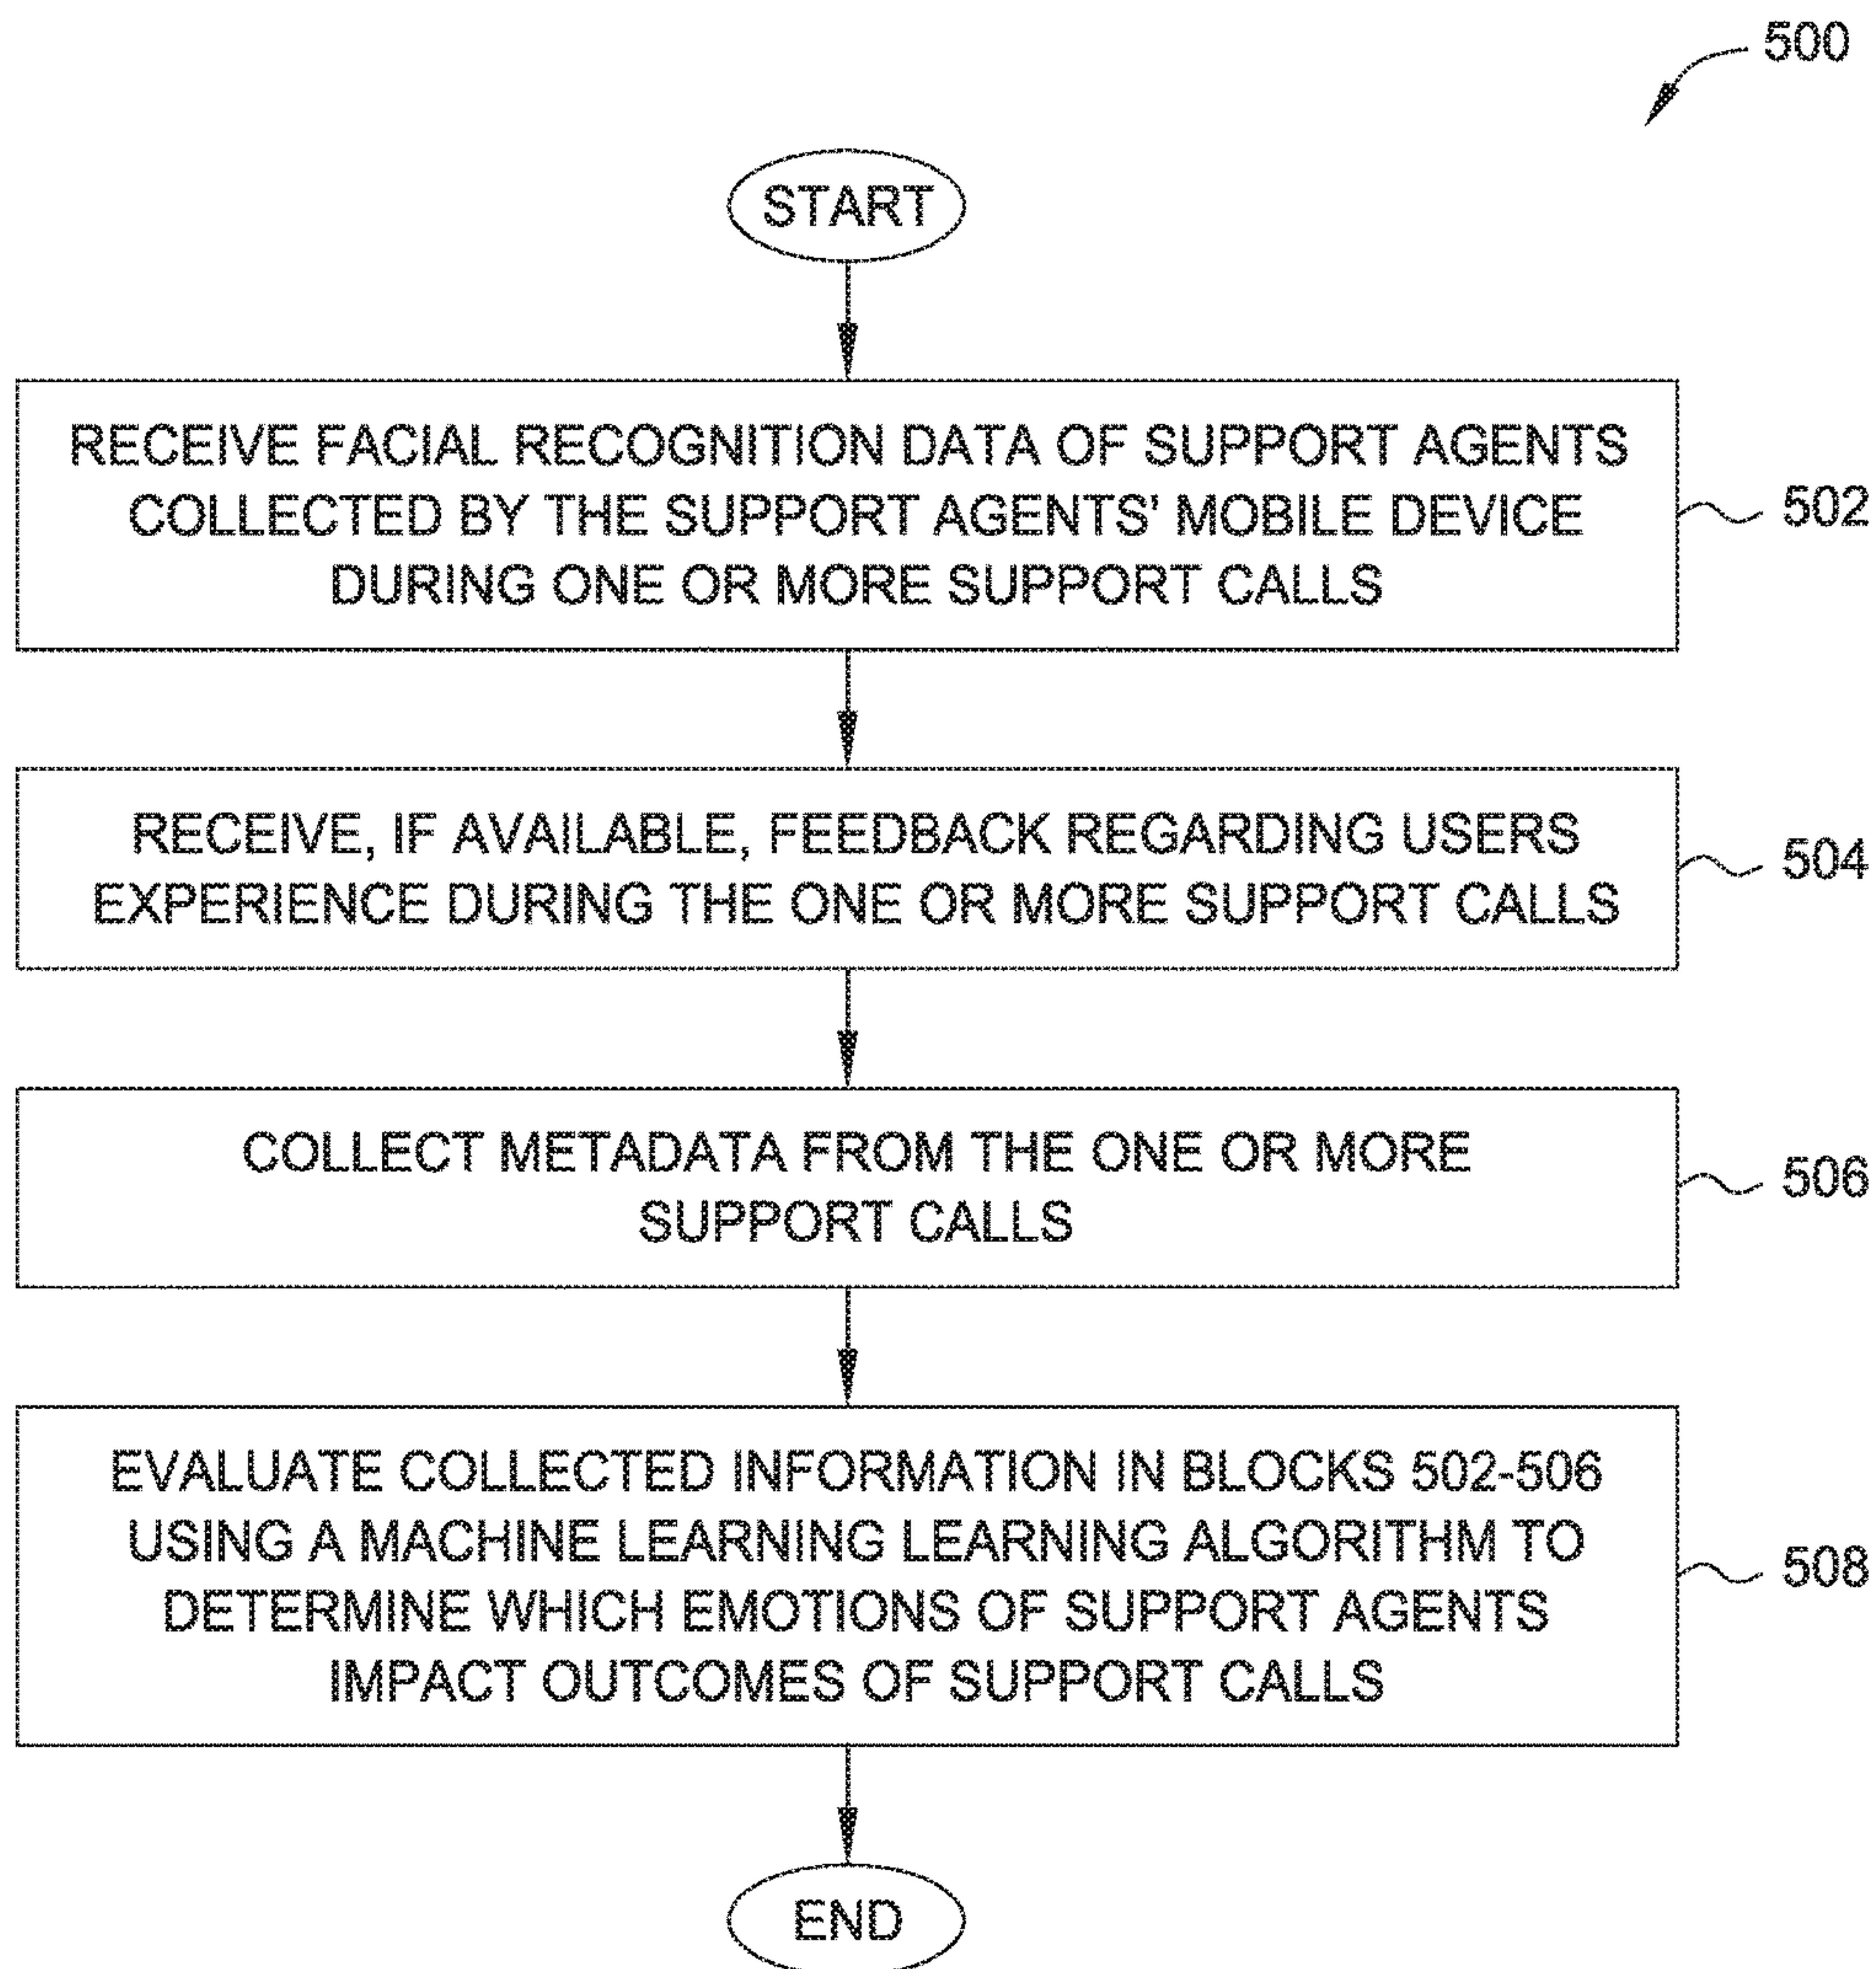 500
START
RECEIVE FACIAL RECOGNITION DATA OF SUPPORT AGENTS
COLLECTED BY THE SUPPORT AGENTS' MOBILE DEVICE
DURING ONE OR MORE SUPPORT CALLS
502
RECEIVE, IF AVAILABLE, FEEDBACK REGARDING USERS
EXPERIENCE DURING THE ONE OR MORE SUPPORT CALLS
504
COLLECT METADATA FROM THE ONE OR MORE
SUPPORT CALLS
506
EVALUATE COLLECTED INFORMATION IN BLOCKS 502-506
USING A MACHINE LEARNING LEARNING ALGORITHM TO
DETERMINE WHICH EMOTIONS OF SUPPORT AGENTS
IMPACT OUTCOMES OF SUPPORT CALLS
508
END